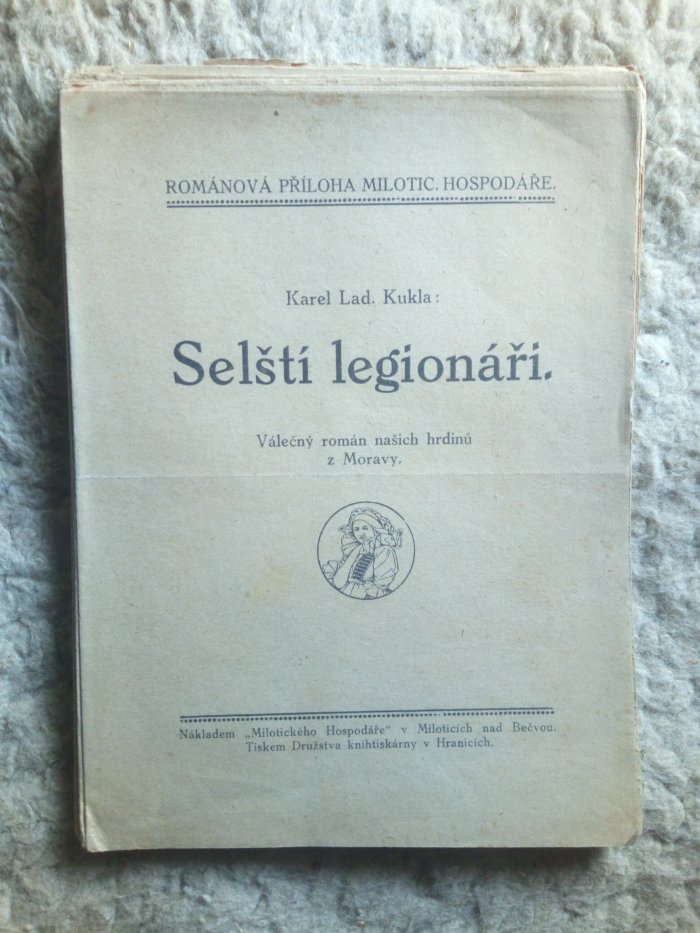 ROMÁNOVÁ PŘÍLOHA MILOTIC. HOSPODÁŘE.
Karel Lad. Kukla:
Selští legionáři.
Válečný román našich hrdinů
z Moravy.
Nákladem „Milotického Hospodáře“ v Miloticích nad Bečvou.
Tiskem Družstva knihtiskárny v Hranicích.